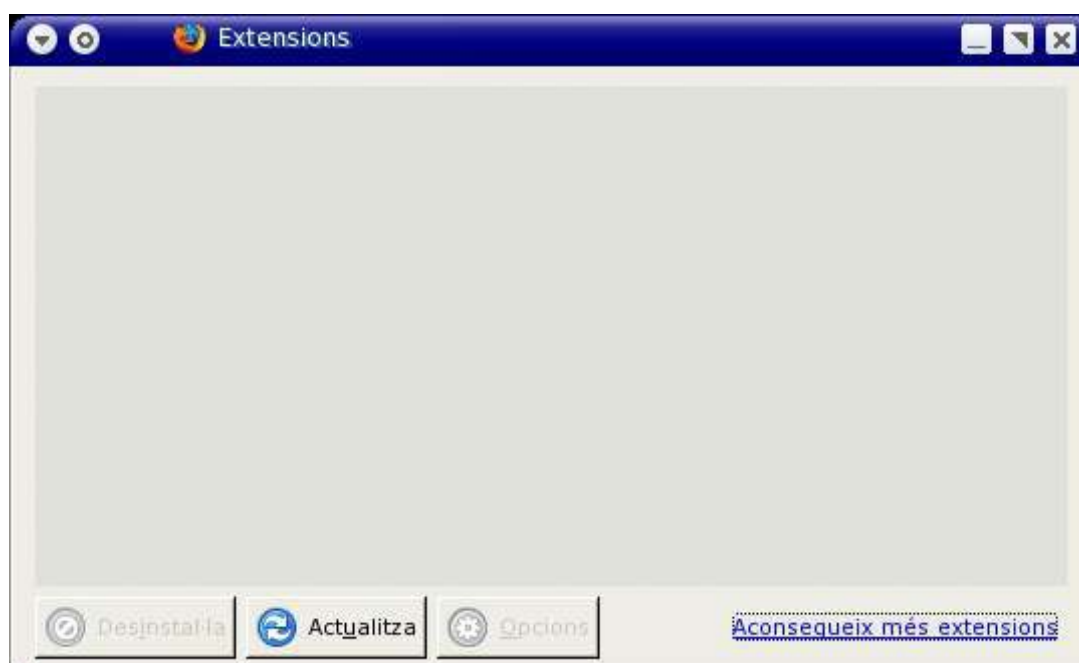 Extensions
Desinstal·la
Actualitza
Opcions
Aconsegueix més extensions